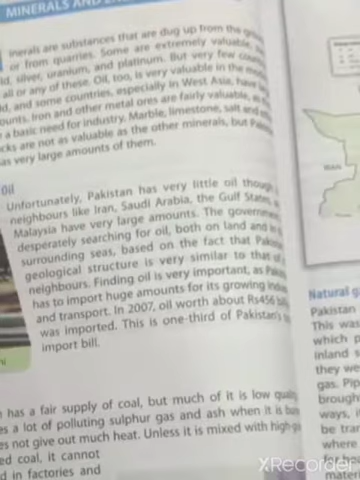 MINERALS AND
inerals are substances that are dug up from the
or from quarries. Some are extremely valuable,
ld, silver, uranium, and platinum. But very few
all or any of these. Oil, too, is very valuable in the
ld, and some countries, especially in West Asia, have
ounts. Iron and other metal ores are fairly valuable,
a basic need for industry. Marble, limestone, salt and
cks are not as valuable as the other minerals, but
as very large amounts of them.
Oil
Unfortunately, Pakistan has very little oil though
neighbours like Iran, Saudi Arabia, the Gulf States,
Malaysia have very large amounts. The government
desperately searching for oil, both on land and in
surrounding seas, based on the fact that
geological structure is very similar to that of
neighbours. Finding oil is very important, as
has to import huge amounts for its growing
and transport. In 2007, oil worth about Rs456
was imported. This is one-third of Pakistan's
import bill.
has a fair supply of coal, but much of it is low quality
es a lot of polluting sulphur gas and ash when it is
es not give out much heat. Unless it is mixed with
ed coal, it cannot
d in factories and
IRAN
Natural g
Pakistan
This wa
which p
inland
they we
gas. Pip
brough
ways,
be tran
where
for ho
mater
XRecorder